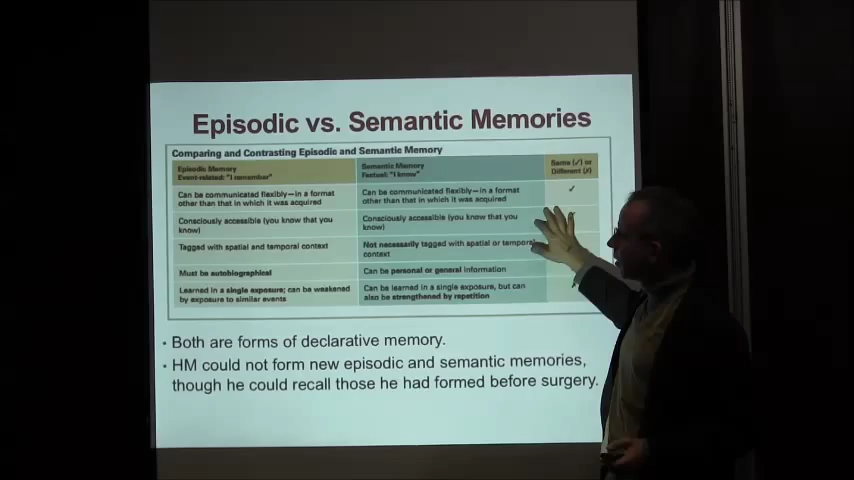 Episodic vs. Semantic Memories
Comparing and Contrasting Episodic and Semantic Memory
Episodic Memory
Event-related: "I remember"
Semantic Memory
Factual: "I know"
Same (✓) or
Different (≠)
Can be communicated flexibly—in a format
other than that in which it was acquired
Can be communicated flexibly—in a format
other than that in which it was acquired
✓
Consciously accessible (you know that you
know)
Consciously accessible (you know that you
know)
Tagged with spatial and temporal context
Not necessarily tagged with spatial or temporal
context
Must be autobiographical
Can be personal or general information
Learned in a single exposure; can be weakened
by exposure to similar events
Can be learned in a single exposure, but can
also be strengthened by repetition
• Both are forms of declarative memory.
• HM could not form new episodic and semantic memories,
though he could recall those he had formed before surgery.